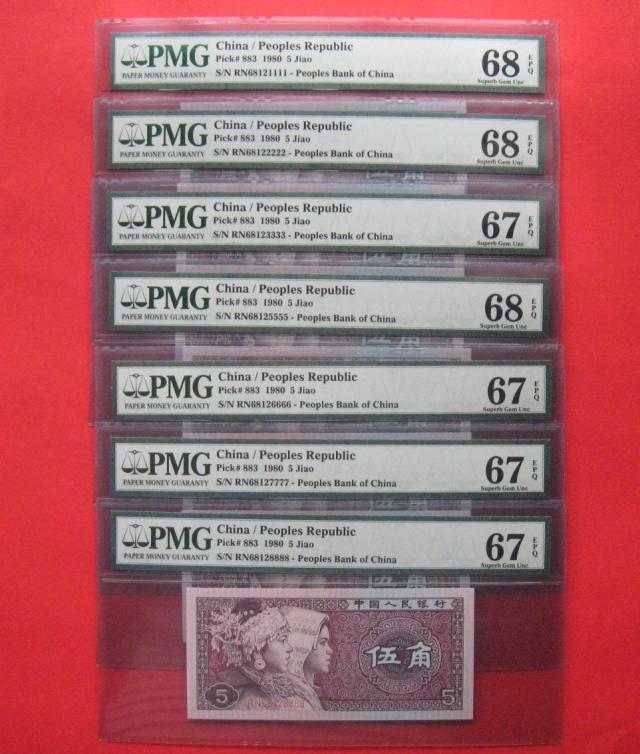 PMG
PAPER MONEY GUARANTY
China / Peoples Republic
Pick# 883 1980 5 Jiao
S/N RN68121111 - Peoples Bank of China
68
EPQ
Superb Gem Unc
PMG
PAPER MONEY GUARANTY
China / Peoples Republic
Pick# 883 1980 5 Jiao
S/N RN68122222 - Peoples Bank of China
68
EPQ
Superb Gem Unc
PMG
PAPER MONEY GUARANTY
China / Peoples Republic
Pick# 883 1980 5 Jiao
S/N RN68123333 - Peoples Bank of China
67
EPQ
Superb Gem Unc
PMG
PAPER MONEY GUARANTY
China / Peoples Republic
Pick# 883 1980 5 Jiao
S/N RN68125555 - Peoples Bank of China
68
EPQ
Superb Gem Unc
PMG
PAPER MONEY GUARANTY
China / Peoples Republic
Pick# 883 1980 5 Jiao
S/N RN68126666 - Peoples Bank of China
67
EPQ
Superb Gem Unc
PMG
PAPER MONEY GUARANTY
China / Peoples Republic
Pick# 883 1980 5 Jiao
S/N RN68127777 - Peoples Bank of China
67
EPQ
Superb Gem Unc
PMG
PAPER MONEY GUARANTY
China / Peoples Republic
Pick# 883 1980 5 Jiao
S/N RN68128888 - Peoples Bank of China
67
EPQ
Superb Gem Unc
中国人民银行
伍角
5
5